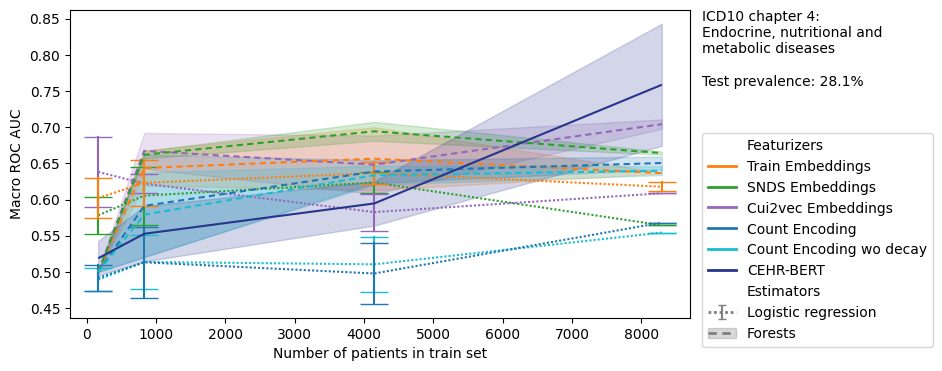 0.85
0.80
0.75
0.70
0.65
0.60
0.55
0.50
0.45
Macro ROC AUC
0
1000
2000
3000
4000
5000
6000
7000
8000
Number of patients in train set
ICD10 chapter 4:
Endocrine, nutritional and
metabolic diseases
Test prevalence: 28.1%
Featurizers
Train Embeddings
SNDS Embeddings
Cui2vec Embeddings
Count Encoding
Count Encoding wo decay
CEHR-BERT
Estimators
Logistic regression
Forests